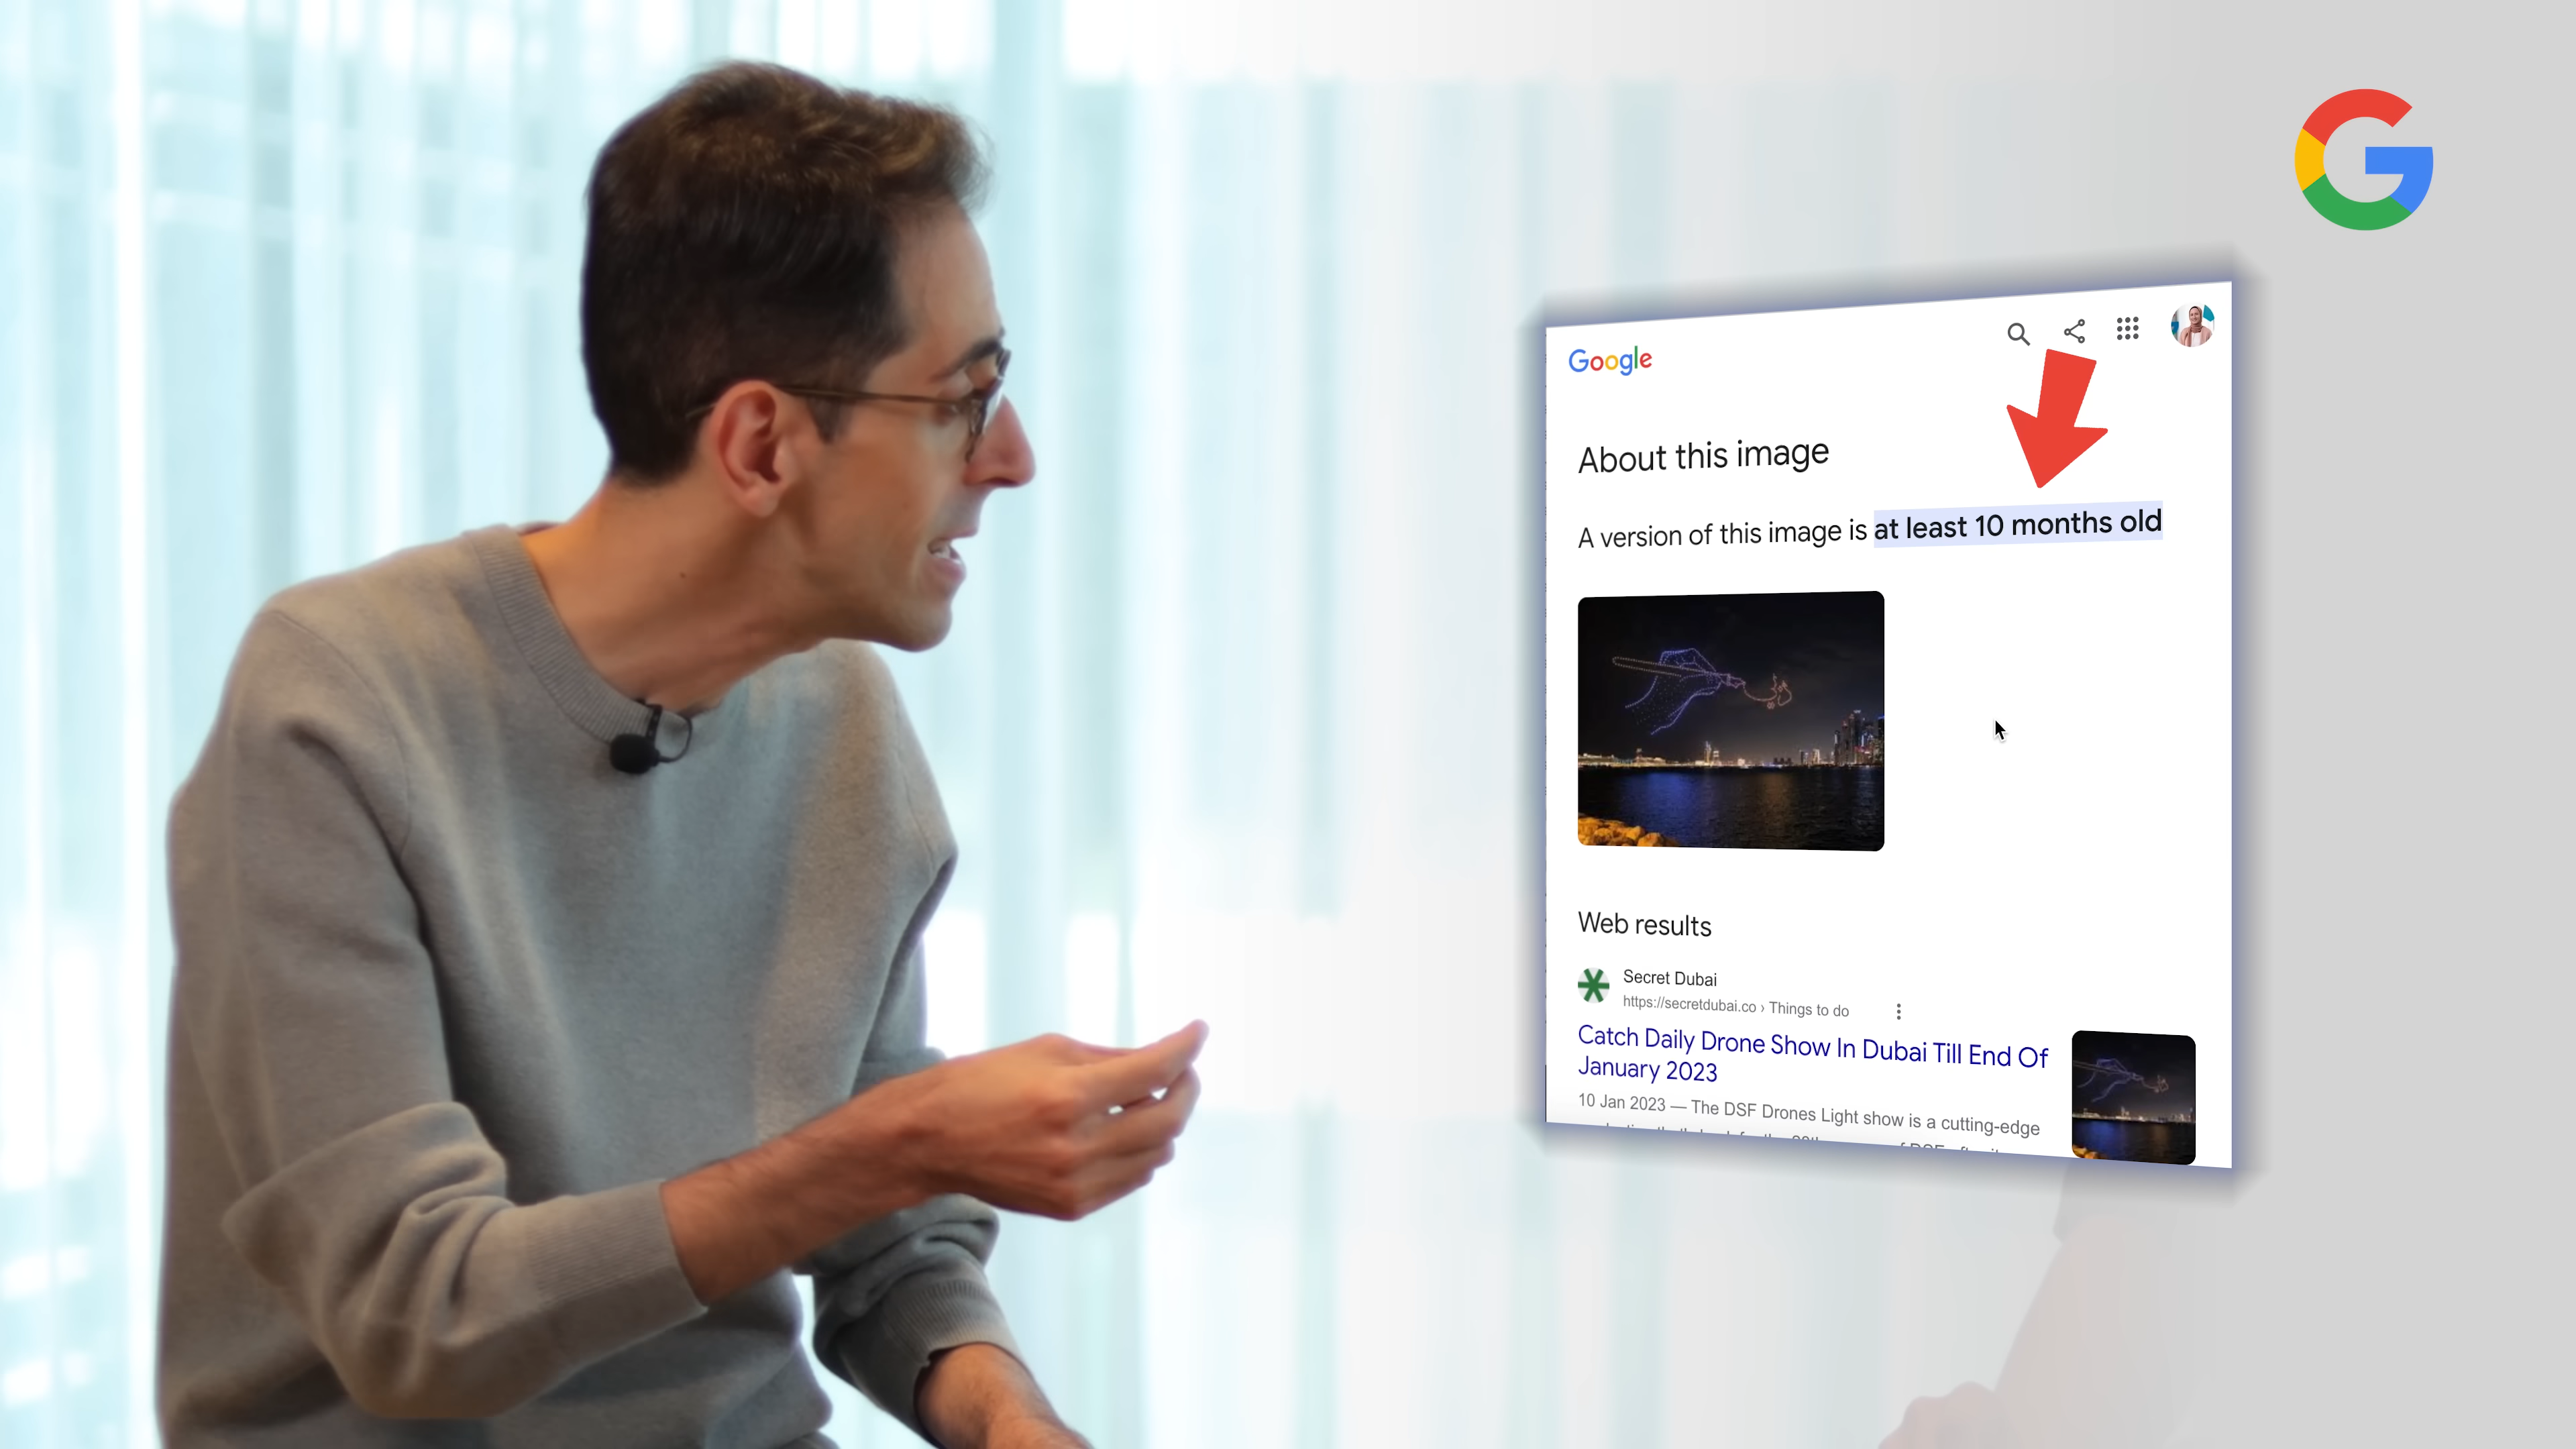 Google
About this image
A version of this image is at least 10 months old
Web results
Secret Dubai
https://secretdubai.co › Things to do
Catch Daily Drone Show In Dubai Till End Of
January 2023
10 Jan 2023 — The DSF Drones Light show is a cutting-edge